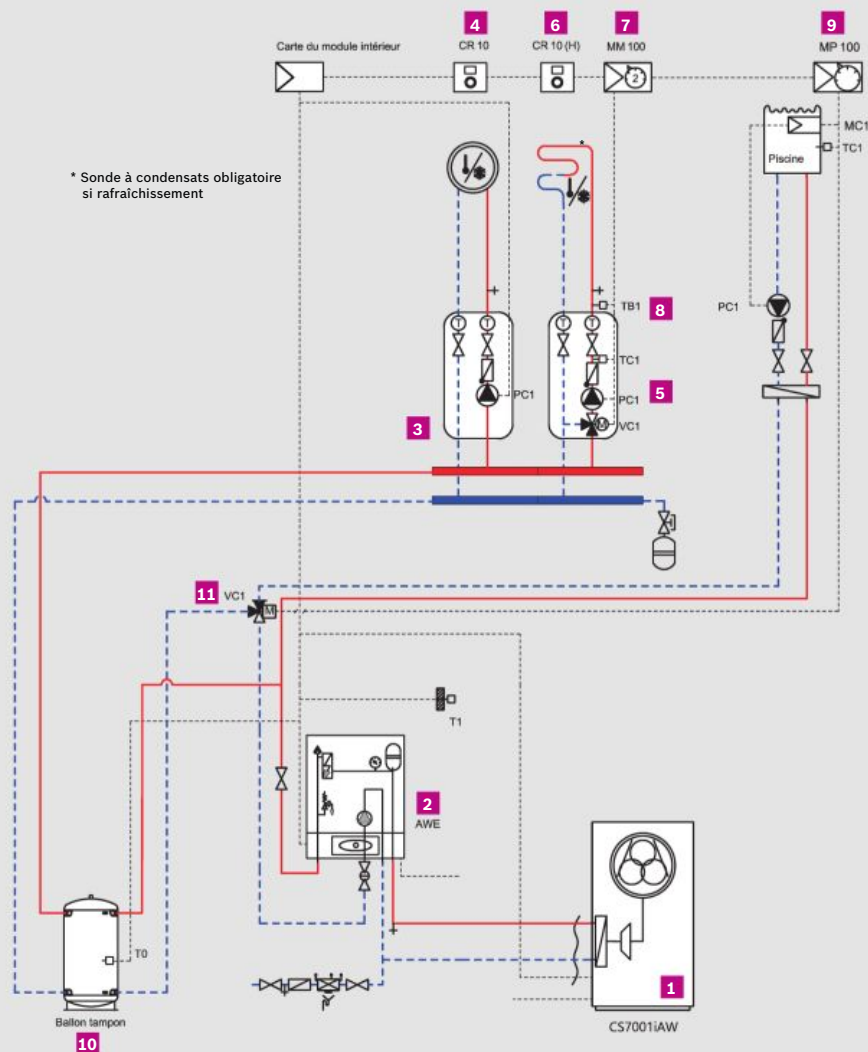 4
6
7
9
Carte du module intérieur
CR 10
CR 10 (H)
MM 100
MP 100
2
MC1
TC1
Piscine
* Sonde à condensats obligatoire
si rafraîchissement
*
PC1
TB1
8
T
T
T
T
TC1
PC1
PC1
5
3
M
VC1
11
VC1
M
T1
2
AWE
T0
1
Ballon tampon
CS7001iAW
10